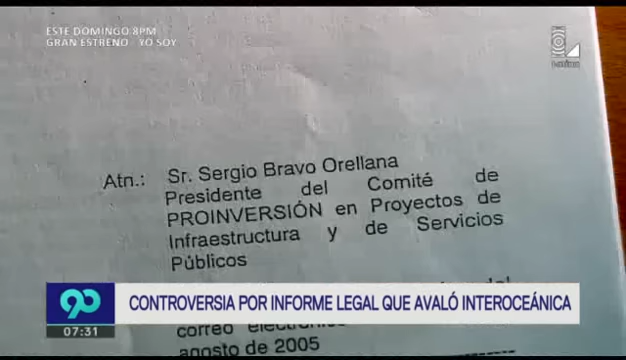 ESTE DOMINGO 8PM
GRAN ESTRENO - YO SOY
Atn.: Sr. Sergio Bravo Orellana
Presidente del Comité de
PROINVERSIÓN en Proyectos de
Infraestructura y de Servicios
Públicos
90 CONTROVERSIA POR INFORME LEGAL QUE AVALÓ INTEROCEÁNICA
07:31
correo
agosto de 2005